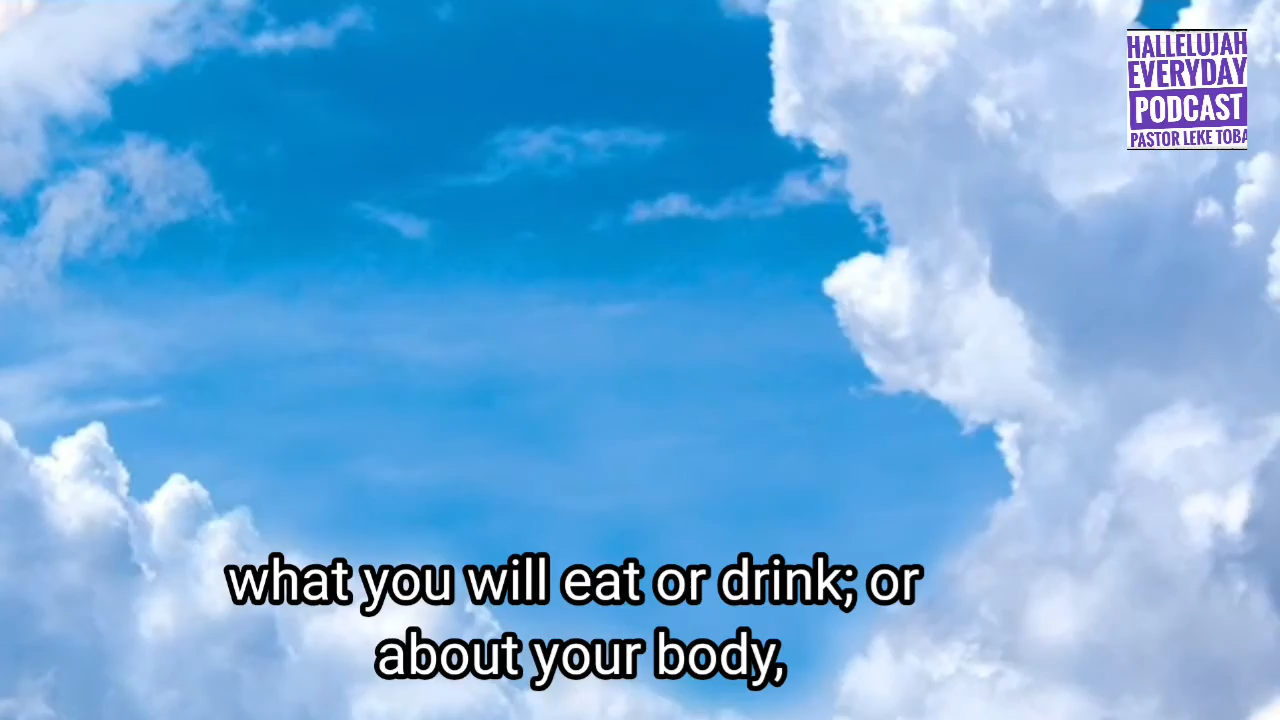 HALLELUJAH
EVERYDAY
PODCAST
PASTOR LEKE TOBA
what you will eat or drink; or
about your body,